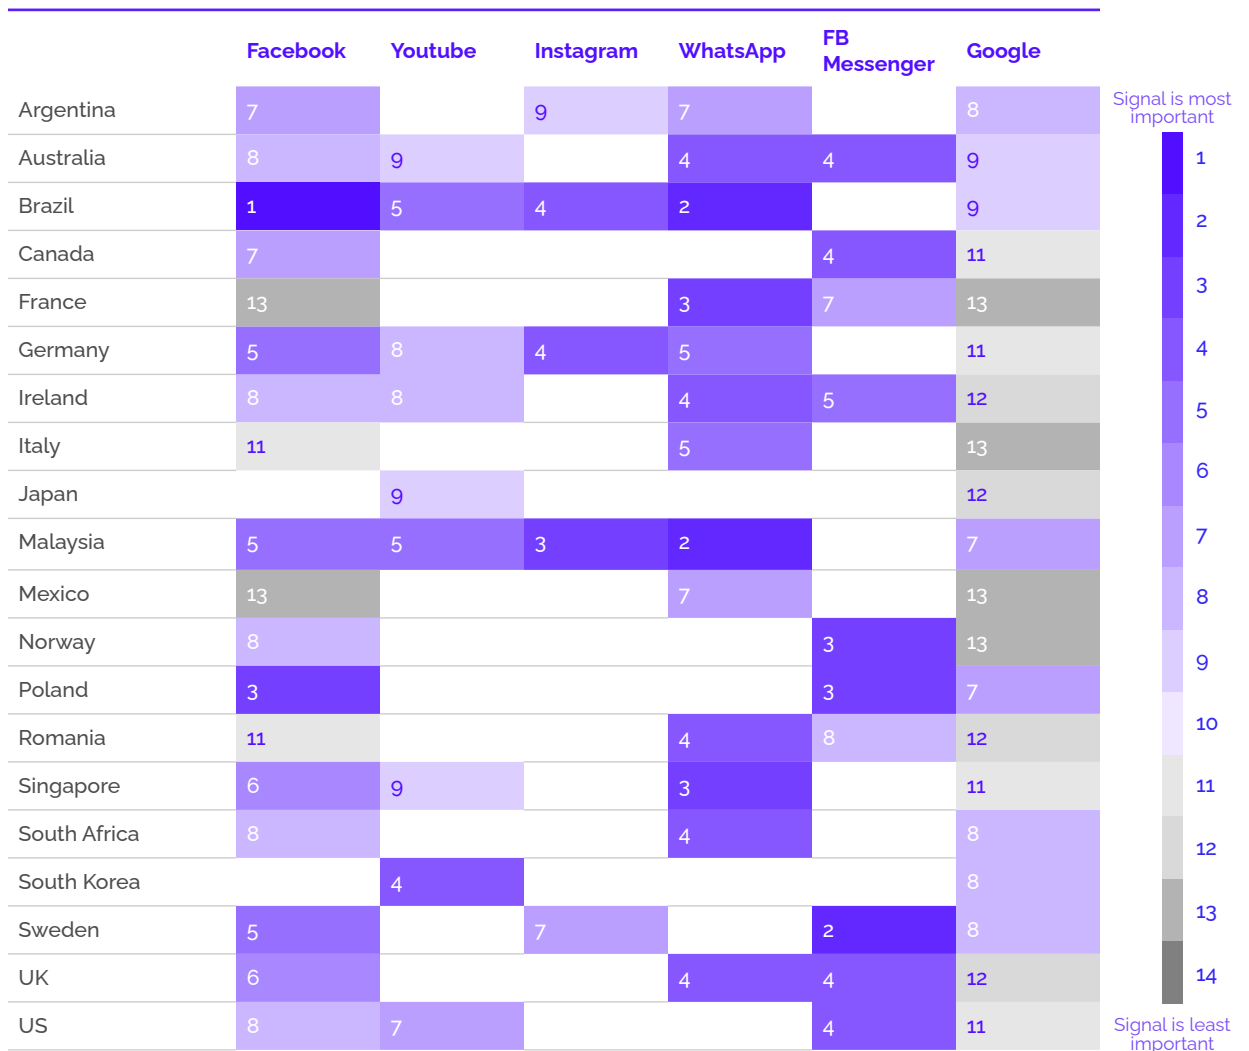 Facebook Youtube Instagram WhatsApp FB Messenger Google
Argentina 7 9 7 8
Australia 8 9 4 4 9
Brazil 1 5 4 2 9
Canada 7 4 11
France 13 3 7 13
Germany 5 8 4 5 11
Ireland 8 8 4 5 12
Italy 11 5 13
Japan 9 12
Malaysia 5 5 3 2 7
Mexico 13 7 13
Norway 8 3 13
Poland 3 3 7
Romania 11 4 8 12
Singapore 6 9 3 11
South Africa 8 4 8
South Korea 4 8
Sweden 5 7 2 8
UK 6 4 4 12
US 8 7 4 11
Signal is most
important
1
2
3
4
5
6
7
8
9
10
11
12
13
14
Signal is least
important